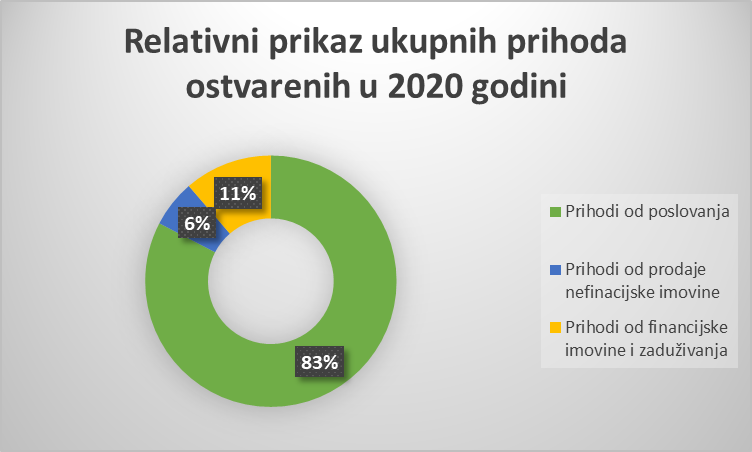 Relativni prikaz ukupnih prihoda
ostvarenih u 2020 godini
11%
6%
83%
Prihodi od poslovanja
Prihodi od prodaje
nefinacijske imovine
Prihodi od financijske
imovine i zaduživanja